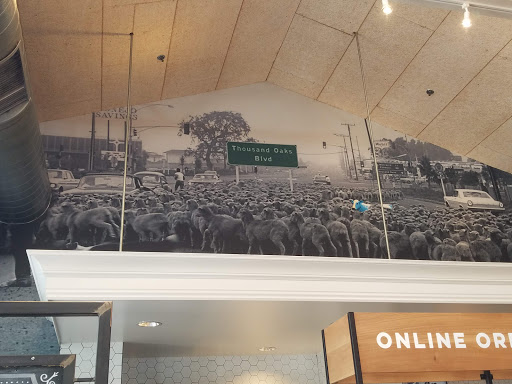 SAVINGS
Thousand Oaks
Blvd
ONLINE ORD